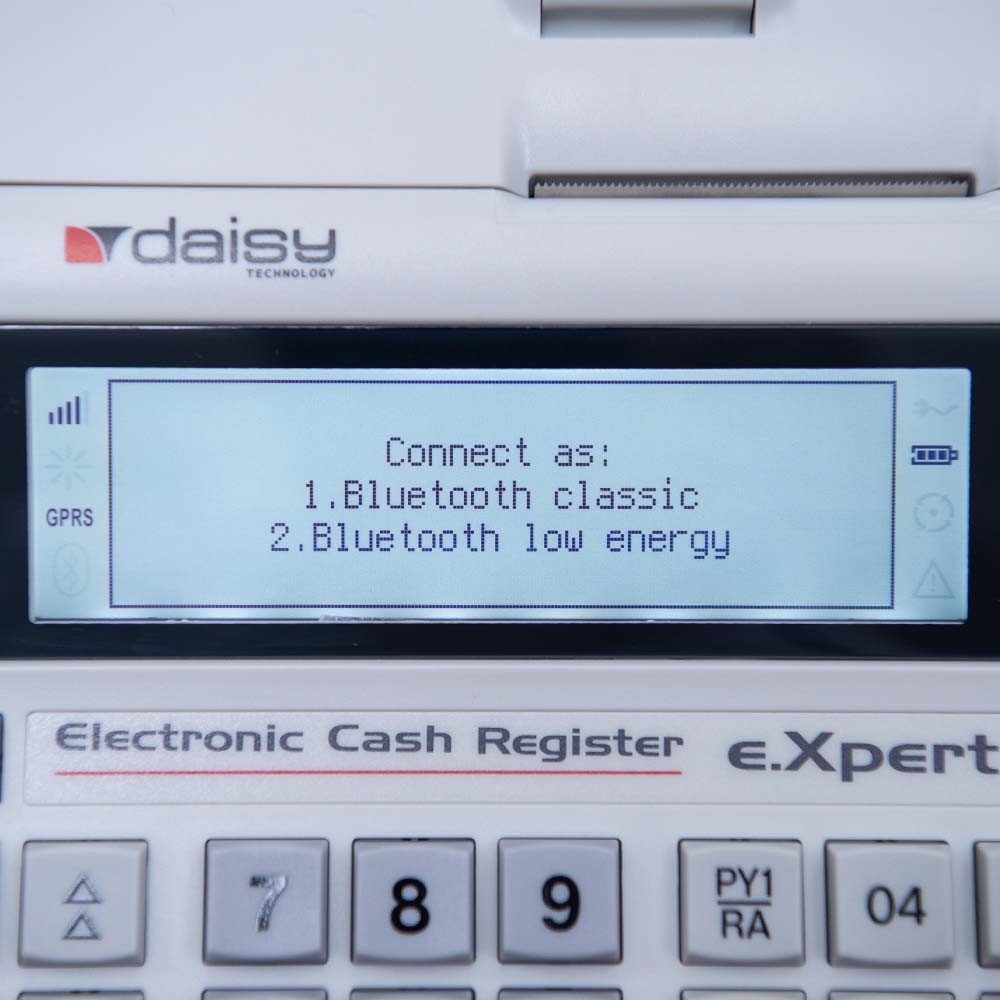 daisy
TECHNOLOGY
Connect as:
1.Bluetooth classic
2.Bluetooth low energy
GPRS
Electronic Cash Register
e.Xpert
7
8
9
PY1
RA
04